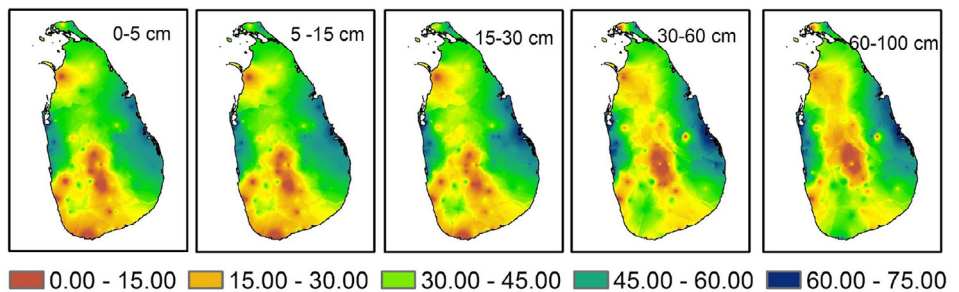 0-5 cm
5 -15 cm
15-30 cm
30-60 cm
60-100 cm
0.00 - 15.00
15.00 - 30.00
30.00 - 45.00
45.00 - 60.00
60.00 - 75.00